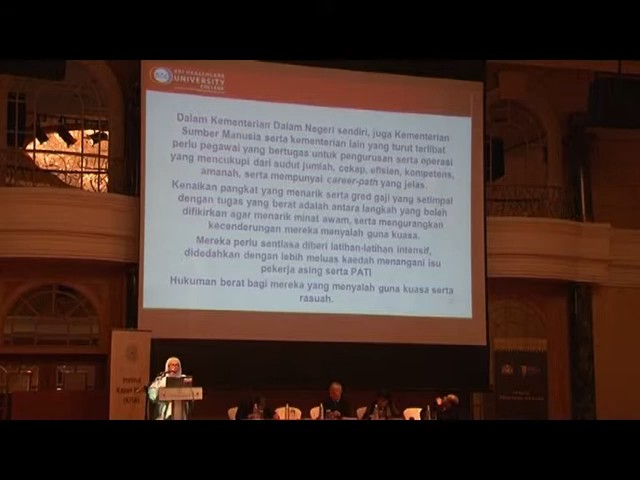 KPJ HEALTHCARE
UNIVERSITY
COLLEGE
Dalam Kementerian Dalam Negeri sendiri, juga Kementerian
Sumber Manusia serta kementerian lain yang turut terlibat
perlu pegawai yang bertugas untuk pengurusan serta operasi
yang mencukupi dari sudut jumlah, cekap, efisien, kompetens,
amanah, serta mempunyai career-path yang jelas.
Kenaikan pangkat yang menarik serta gred gaji yang setimpal
dengan tugas yang berat adalah antara langkah yang boleh
difikirkan agar menarik minat awam, serta mengurangkan
kecenderungan mereka menyalah guna kuasa.
Mereka perlu sentiasa diberi latihan-latihan intensif,
didedahkan dengan lebih meluas kaedah menangani isu
pekerja asing serta PATI
Hukuman berat bagi mereka yang menyalah guna kuasa serta
rasuah.